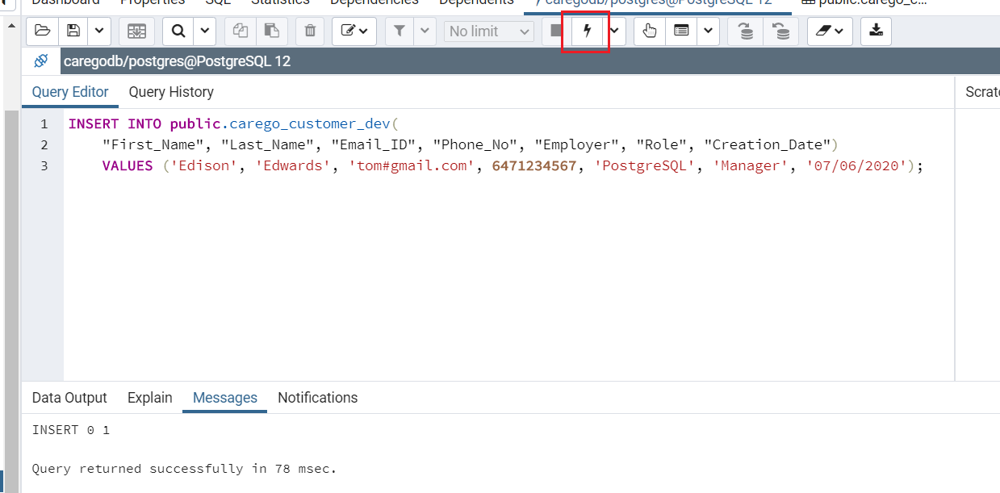 Dashboard Properties SQL Statistics Dependencies Dependents caregodb/postgres@PostgreSQL 12 public.carego_c...
No limit
caregodb/postgres@PostgreSQL 12
Query Editor Query History Scrat
1 INSERT INTO public.carego_customer_dev(
2 "First_Name", "Last_Name", "Email_ID", "Phone_No", "Employer", "Role", "Creation_Date")
3 VALUES ('Edison', 'Edwards', 'tom#gmail.com', 6471234567, 'PostgreSQL', 'Manager', '07/06/2020');
Data Output Explain Messages Notifications
INSERT 0 1
Query returned successfully in 78 msec.